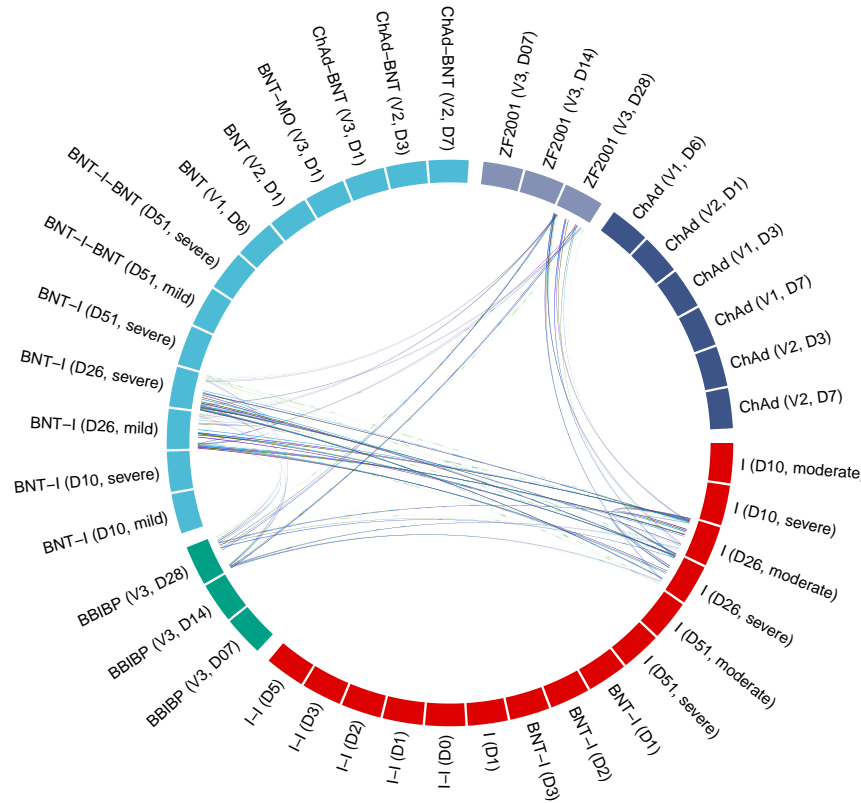 ChAd–BNT (V2, D7)
ZF2001 (V3, D07)
ZF2001 (V3, D14)
ZF2001 (V3, D28)
ChAd (V1, D6)
ChAd (V2, D1)
ChAd (V1, D3)
ChAd (V1, D7)
ChAd (V2, D3)
ChAd (V2, D7)
I (D10, moderate)
I (D10, severe)
I (D26, moderate)
I (D26, severe)
I (D51, moderate)
I (D51, severe)
BNT–I (D1)
BNT–I (D2)
BNT–I (D3)
I (D1)
I–I (D0)
I–I (D1)
I–I (D2)
I–I (D3)
I–I (D5)
BBIBP (V3, D07)
BBIBP (V3, D14)
BBIBP (V3, D28)
BNT–I (D10, mild)
BNT–I (D10, severe)
BNT–I (D26, mild)
BNT–I (D26, severe)
BNT–I (D51, severe)
BNT–I–BNT (D51, mild)
BNT–I–BNT (D51, severe)
BNT (V1, D6)
BNT (V2, D1)
BNT–MO (V3, D1)
ChAd–BNT (V3, D1)
ChAd–BNT (V2, D3)